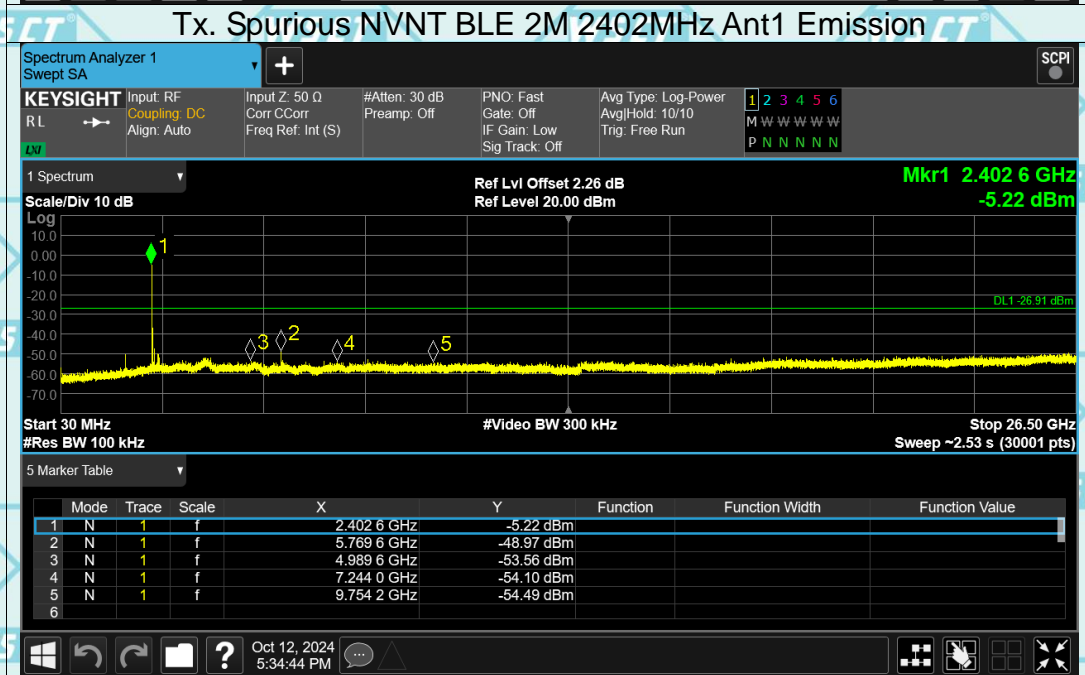 Tx. Spurious NVNT BLE 2M 2402MHz Ant1 Emission
Spectrum Analyzer 1
Swept SA
+
SCPI
KEYSIGHT Input: RF Input Z: 50 Ω #Atten: 30 dB PNO: Fast Avg Type: Log-Power 1 2 3 4 5 6
R L Coupling: DC Corr CCorr Preamp: Off Gate: Off Avg|Hold: 10/10 M W W W W W
Align: Auto Freq Ref: Int (S) IF Gain: Low Trig: Free Run
LXI Sig Track: Off P N N N N N
1 Spectrum Ref Lvl Offset 2.26 dB Mkr1 2.402 6 GHz
Scale/Div 10 dB Ref Level 20.00 dBm -5.22 dBm
Log
10.0
1
0.00
-10.0
-20.0
DL1 -26.91 dBm
-30.0
-40.0
3 2 4 5
-50.0
-60.0
-70.0
Start 30 MHz #Video BW 300 kHz Stop 26.50 GHz
#Res BW 100 kHz Sweep ~2.53 s (30001 pts)
5 Marker Table
Mode Trace Scale X Y Function Function Width Function Value
1 N 1 f 2.402 6 GHz -5.22 dBm
2 N 1 f 5.769 6 GHz -48.97 dBm
3 N 1 f 4.989 6 GHz -53.56 dBm
4 N 1 f 7.244 0 GHz -54.10 dBm
5 N 1 f 9.754 2 GHz -54.49 dBm
6
? Oct 12, 2024
5:34:44 PM